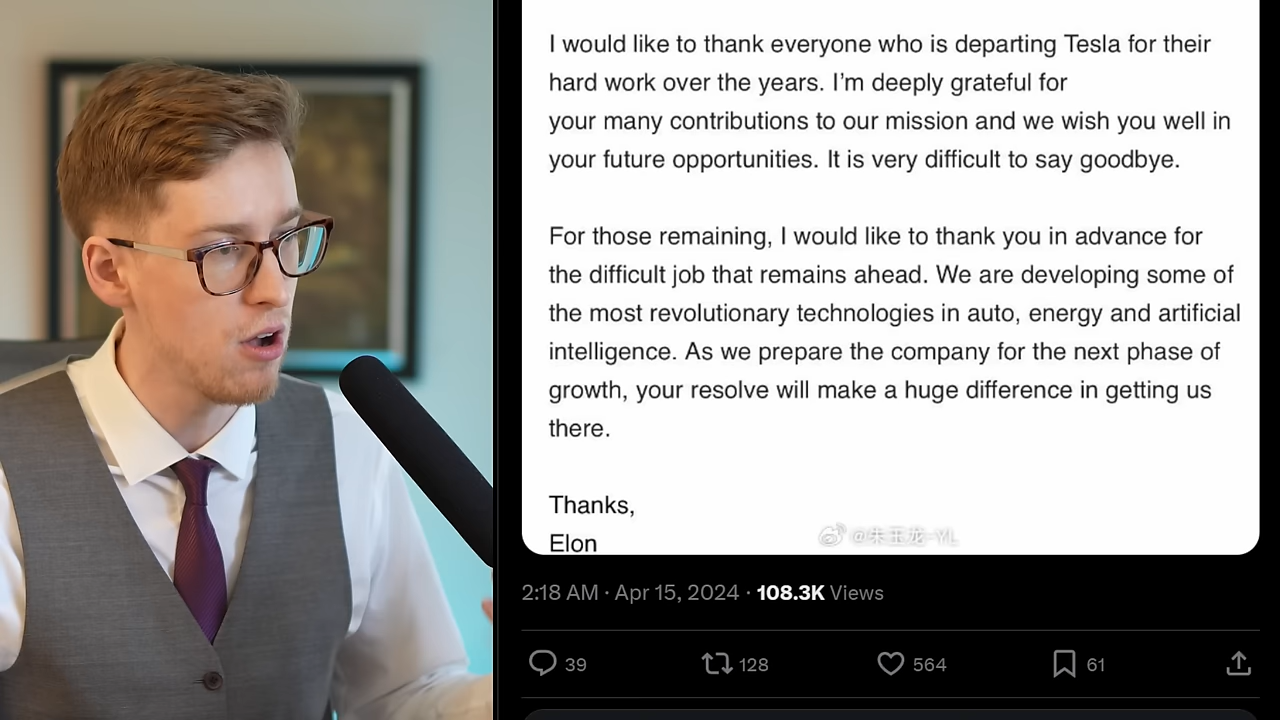 I would like to thank everyone who is departing Tesla for their
hard work over the years. I’m deeply grateful for
your many contributions to our mission and we wish you well in
your future opportunities. It is very difficult to say goodbye.
For those remaining, I would like to thank you in advance for
the difficult job that remains ahead. We are developing some of
the most revolutionary technologies in auto, energy and artificial
intelligence. As we prepare the company for the next phase of
growth, your resolve will make a huge difference in getting us
there.
Thanks,
Elon
@朱玉龙-YL
2:18 AM · Apr 15, 2024 · 108.3K Views
39 128 564 61